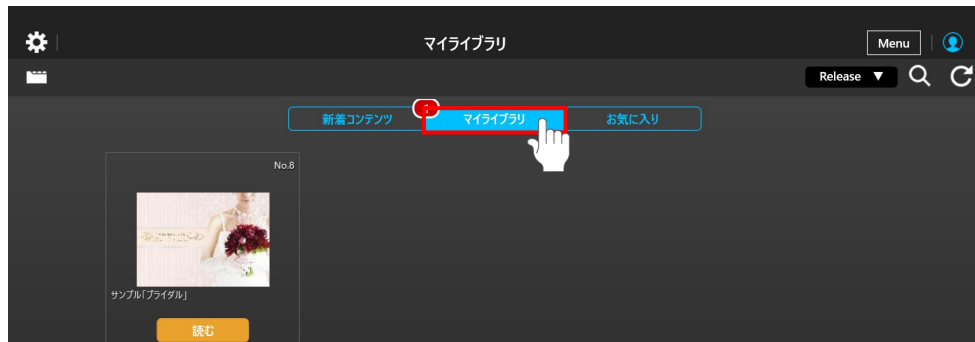 マイライブラリ
Menu
Release ▼
新着コンテンツ
マイライブラリ
お気に入り
No.8
サンプル「ブライダル」
読む